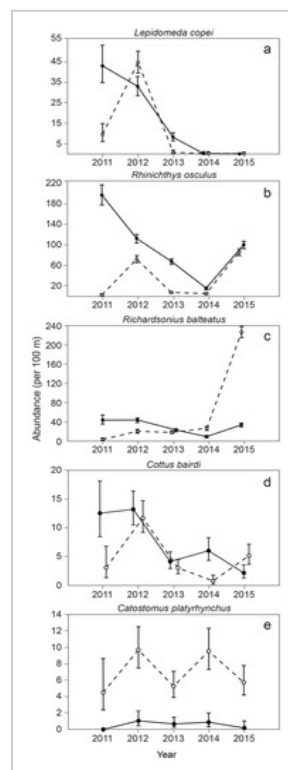 Lepidomeda copei
a
55
45
35
25
15
5
2011 2012 2013 2014 2015
Rhinichthys osculus
b
220
180
140
100
60
20
2011 2012 2013 2014 2015
Richardsonius balteatus
c
240
200
160
120
80
40
0
2011 2012 2013 2014 2015
Abundance (per 100 m)
Cottus bairdi
d
20
15
10
5
0
2011 2012 2013 2014 2015
Catostomus platyrhynchus
e
14
12
10
8
6
4
2
0
2011 2012 2013 2014 2015
Year